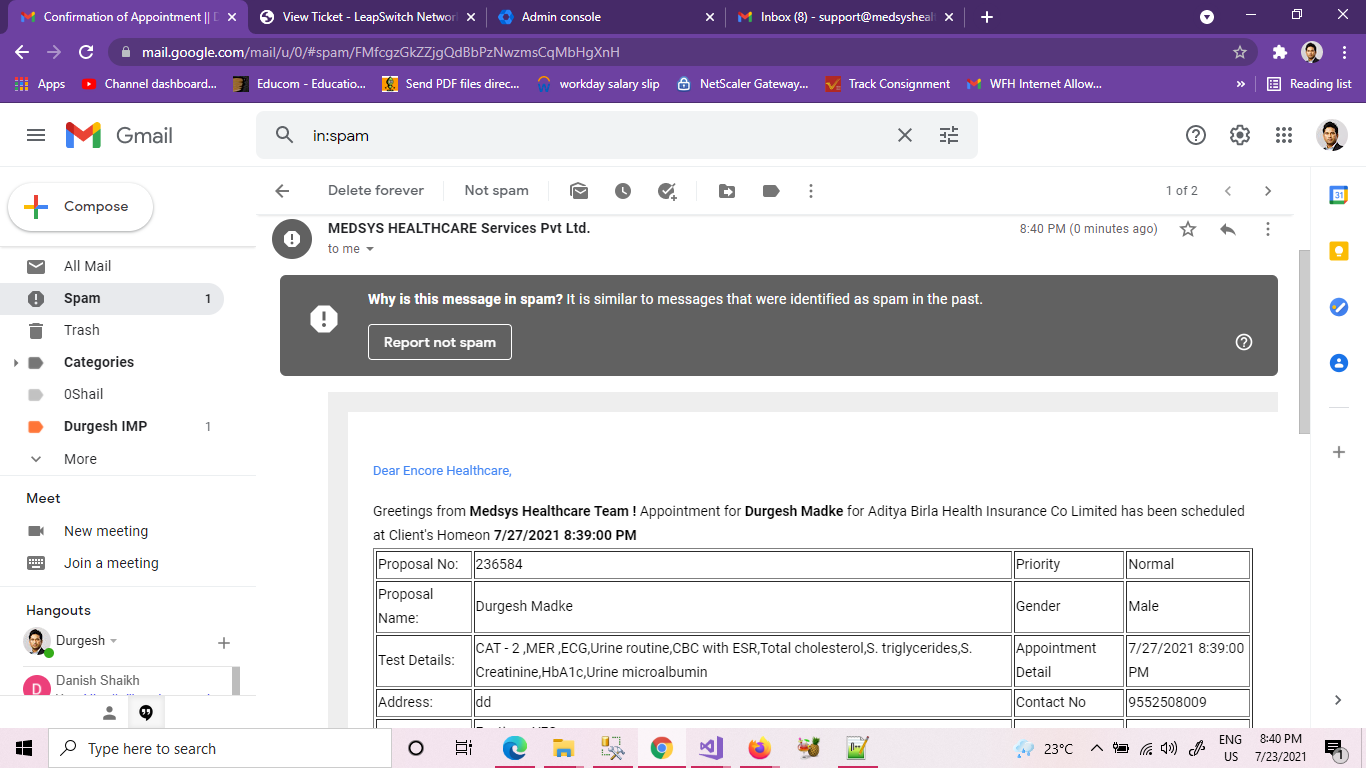 Confirmation of Appointment || D
View Ticket - LeapSwitch Networ
Admin console
Inbox (8) - support@medsysheal
mail.google.com/mail/u/0/#spam/FMfcgzGkZZjgQdBbPzNwzmsCqMbHgXnH
Apps
Channel dashboard...
Educom - Educatio...
Send PDF files direc...
workday salary slip
NetScaler Gateway...
Track Consignment
WFH Internet Allow...
»
Reading list
Gmail
in:spam
Compose
Delete forever
Not spam
1 of 2
All Mail
Spam 1
Trash
Categories
0Shail
Durgesh IMP 1
More
Meet
New meeting
Join a meeting
Hangouts
Durgesh
D
Danish Shaikh
MEDSYS HEALTHCARE Services Pvt Ltd.
8:40 PM (0 minutes ago)
to me
Why is this message in spam? It is similar to messages that were identified as spam in the past.
Report not spam
Dear Encore Healthcare,
Greetings from Medsys Healthcare Team ! Appointment for Durgesh Madke for Aditya Birla Health Insurance Co Limited has been scheduled
at Client's Homeon 7/27/2021 8:39:00 PM
Proposal No: 236584 Priority Normal
Proposal
Name: Durgesh Madke Gender Male
Test Details: CAT - 2 ,MER ,ECG,Urine routine,CBC with ESR,Total cholesterol,S. triglycerides,S.
Creatinine,HbA1c,Urine microalbumin
Appointment
Detail
7/27/2021 8:39:00
PM
Address: dd Contact No 9552508009
31
Type here to search
23°C
ENG
US
8:40 PM
7/23/2021
1